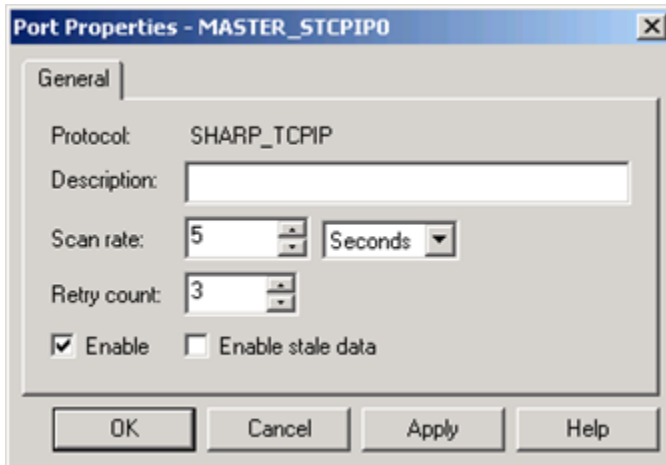 Port Properties - MASTER_STCPIP0
General
Protocol: SHARP_TCPIP
Description:
Scan rate: 5 Seconds
Retry count: 3
Enable Enable stale data
OK Cancel Apply Help